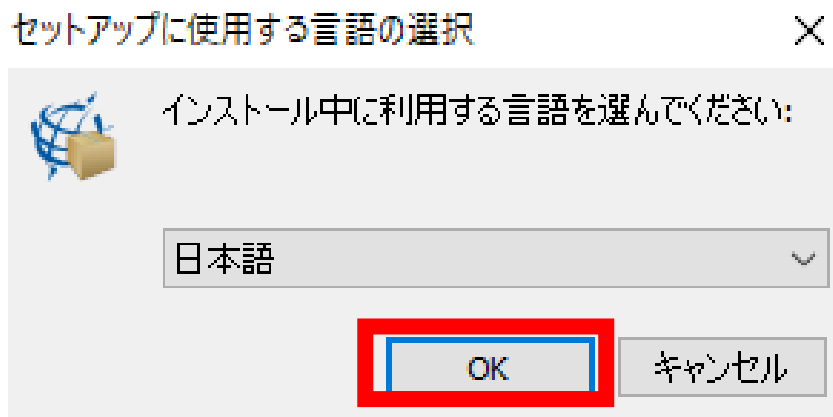 セットアップに使用する言語の選択
インストール中に利用する言語を選んでください:
日本語
OK キャンセル